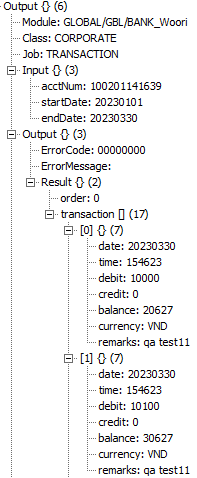 Output {} (6)
Module: GLOBAL/GBL/BANK_Woori
Class: CORPORATE
Job: TRANSACTION
Input {} (3)
acctNum: 100201141639
startDate: 20230101
endDate: 20230330
Output {} (3)
ErrorCode: 00000000
ErrorMessage:
Result {} (2)
order: 0
transaction [] (17)
[0] {} (7)
date: 20230330
time: 154623
debit: 10000
credit: 0
balance: 20627
currency: VND
remarks: qa test11
[1] {} (7)
date: 20230330
time: 154623
debit: 10100
credit: 0
balance: 30627
currency: VND
remarks: qa test11